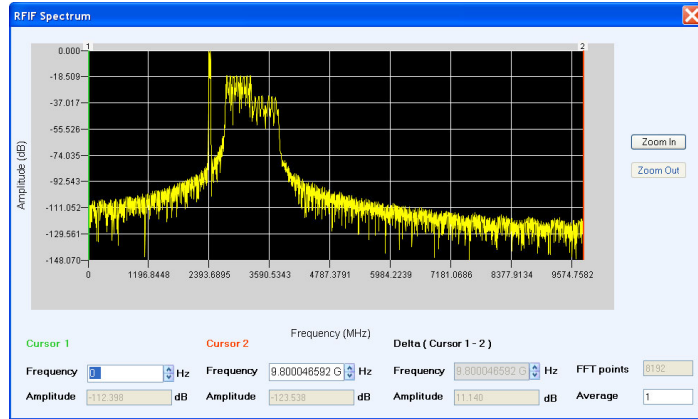 RFIF Spectrum
1 2
0.000
-18.509
-37.017
-55.526
-74.035
-92.543
-111.052
-129.561
-148.070
Amplitude (dB)
0 1196.8448 2393.6895 3590.5343 4787.3791 5984.2239 7181.0686 8377.9134 9574.7582
Frequency (MHz)
Zoom In
Zoom Out
Cursor 1 Cursor 2 Delta ( Cursor 1 - 2 )
Frequency 0 Hz Frequency 9.800046592 G Hz Frequency 9.800046592 G Hz FFT points 8192
Amplitude -112.398 dB Amplitude -123.538 dB Amplitude 11.140 dB Average 1